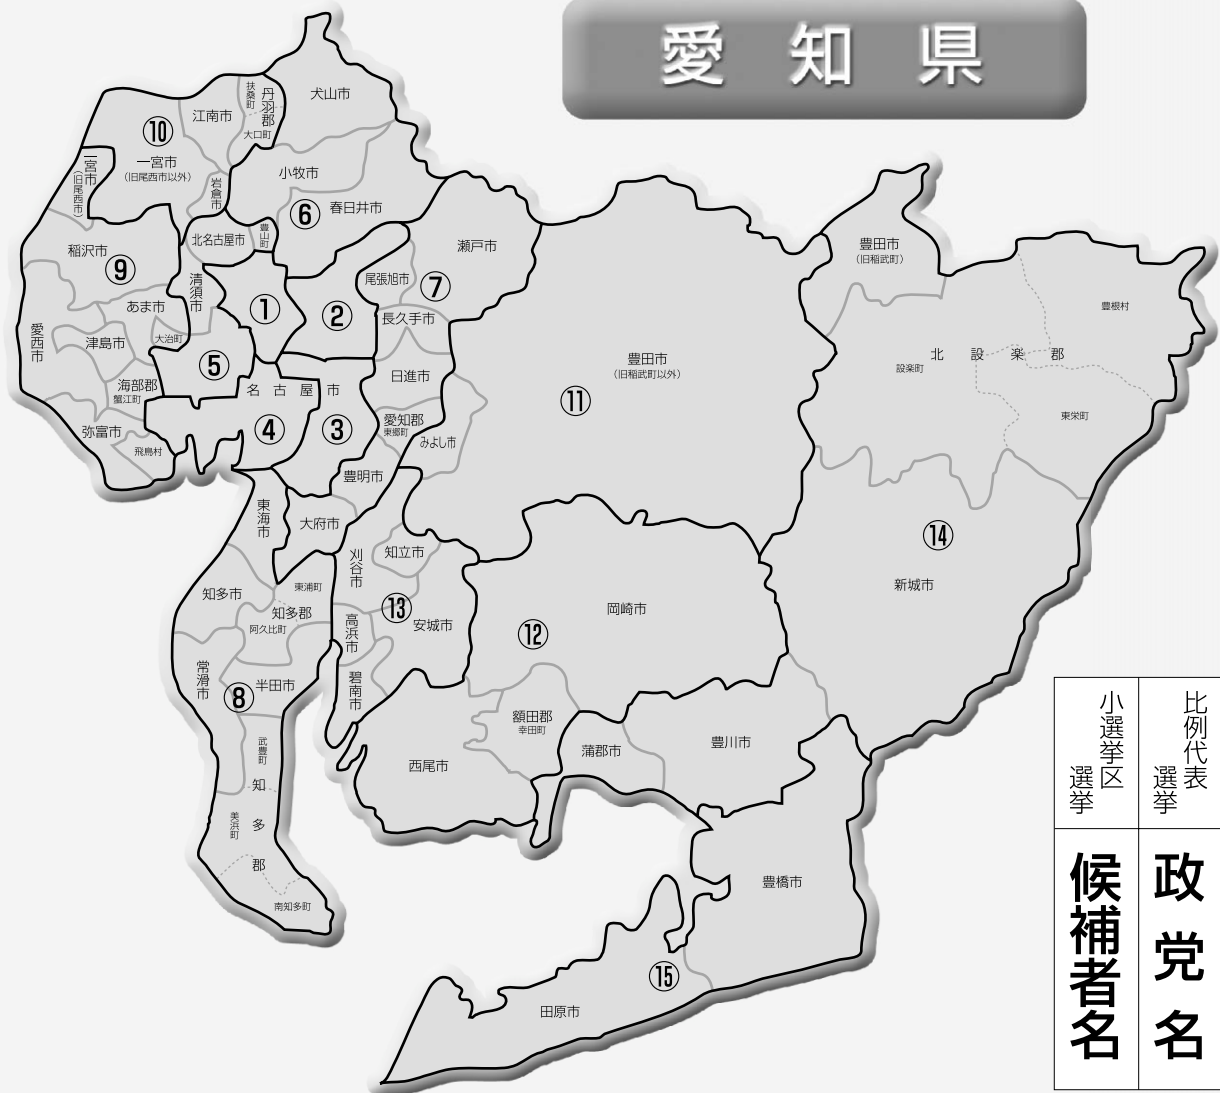 愛知県
犬山市
扶桑町
丹羽郡
大口町
江南市
⑩
一宮市
(旧尾西市以外)
一宮市
(旧尾西市)
岩倉市
小牧市
⑥
春日井市
北名古屋市
豊山町
瀬戸市
稲沢市
⑨
清須市
尾張旭市
⑦
長久手市
あま市
①
②
愛西市
津島市
大治町
⑤
海部郡
蟹江町
名古屋市
日進市
愛知郡
東郷町
みよし市
弥富市
飛島村
④
③
豊明市
豊田市
(旧稲武町以外)
⑪
豊田市
(旧稲武町)
豊根村
北設楽郡
設楽町
東栄町
⑭
新城市
東海市
大府市
知多市
東浦町
知多郡
阿久比町
刈谷市
知立市
⑬
安城市
高浜市
碧南市
岡崎市
⑫
常滑市
⑧
半田市
武豊町
知多郡
美浜町
南知多町
西尾市
額田郡
幸田町
蒲郡市
豊川市
豊橋市
⑮
田原市
比例代表
選挙
政党名
小選挙区
選挙
候補者名